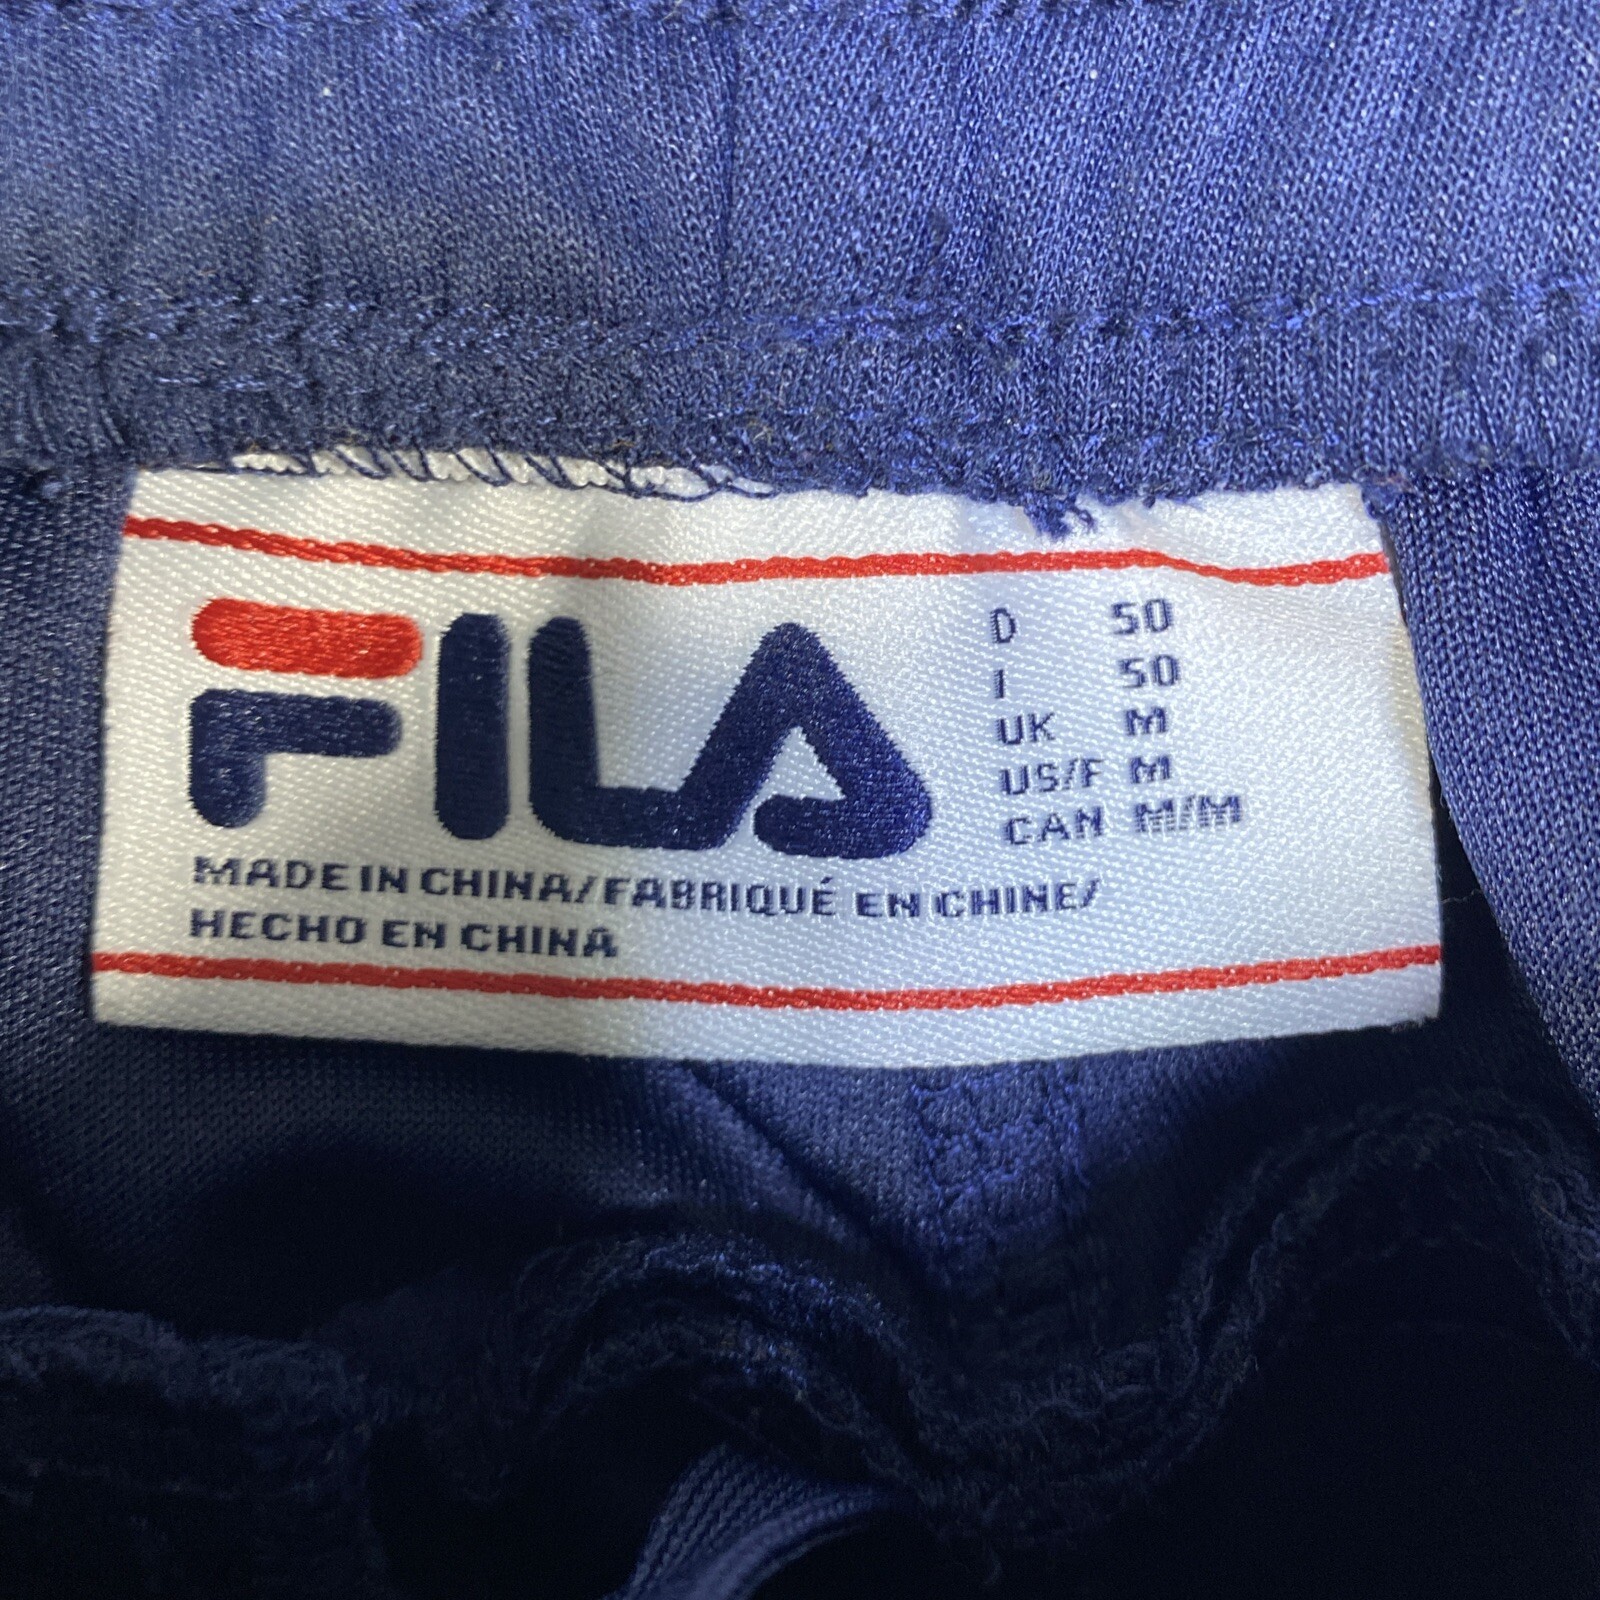 FILA
D 50
I 50
UK M
US/F M
CAN M/M
MADE IN CHINA/FABRIQUÉ EN CHINE/
HECHO EN CHINA